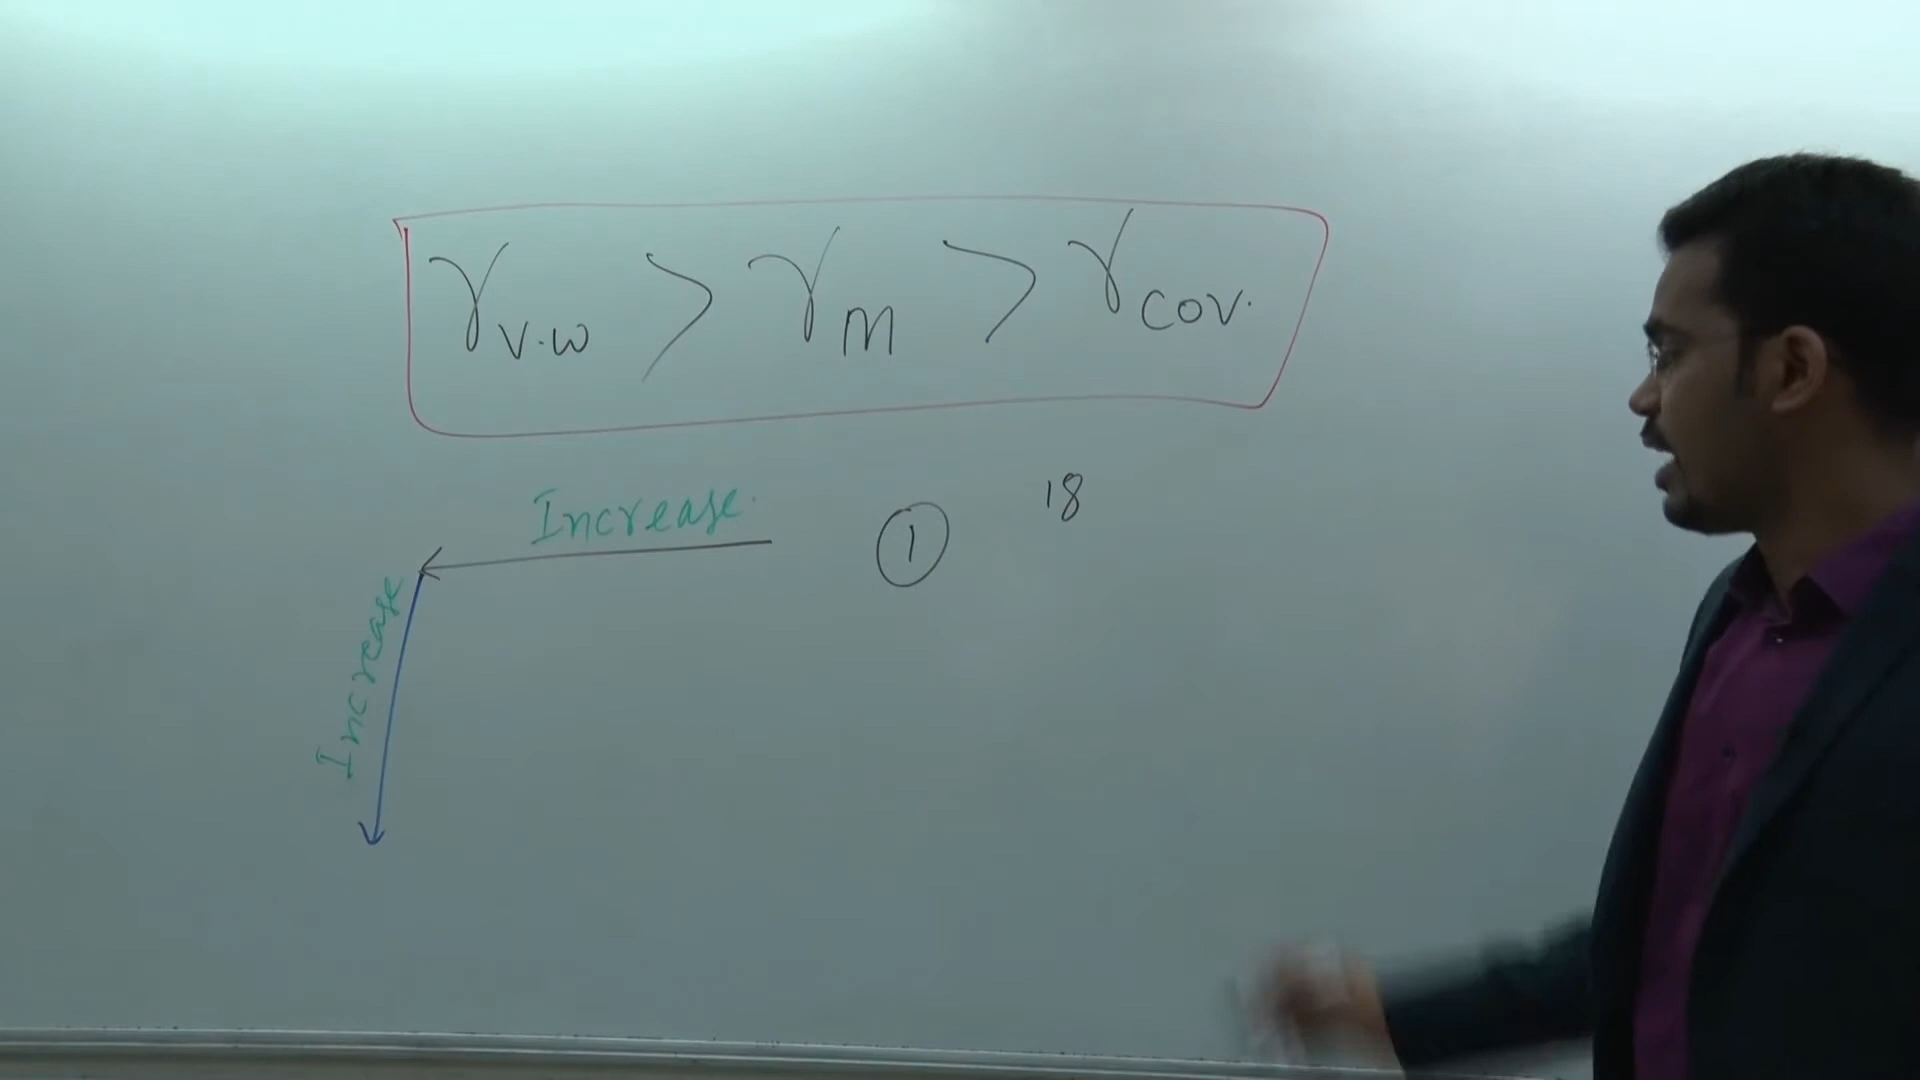 γv.w > γm > γcov.
Increase.
① 18
Increase